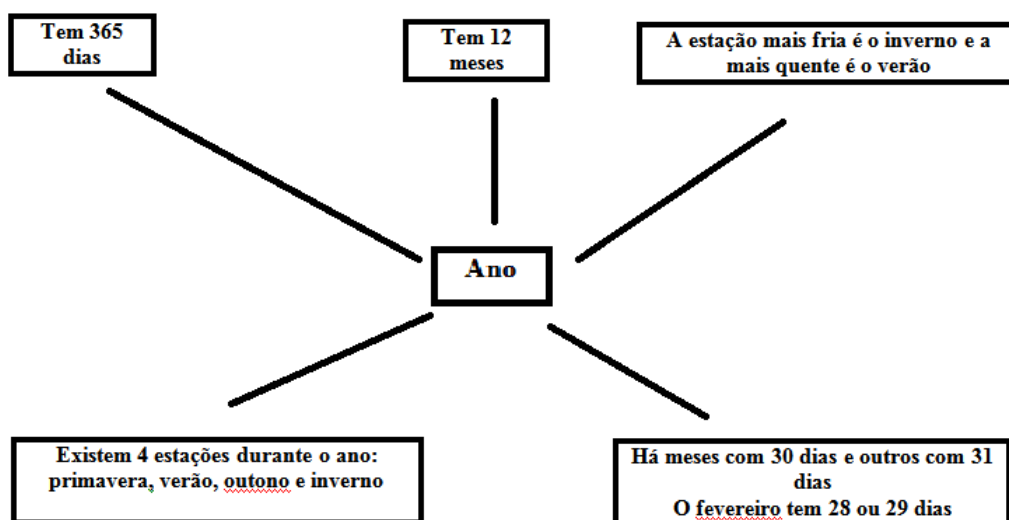 Tem 365
dias
Tem 12
meses
A estação mais fria é o inverno e a
mais quente é o verão
Ano
Existem 4 estações durante o ano:
primavera, verão, outono e inverno
Há meses com 30 dias e outros com 31
dias
O fevereiro tem 28 ou 29 dias